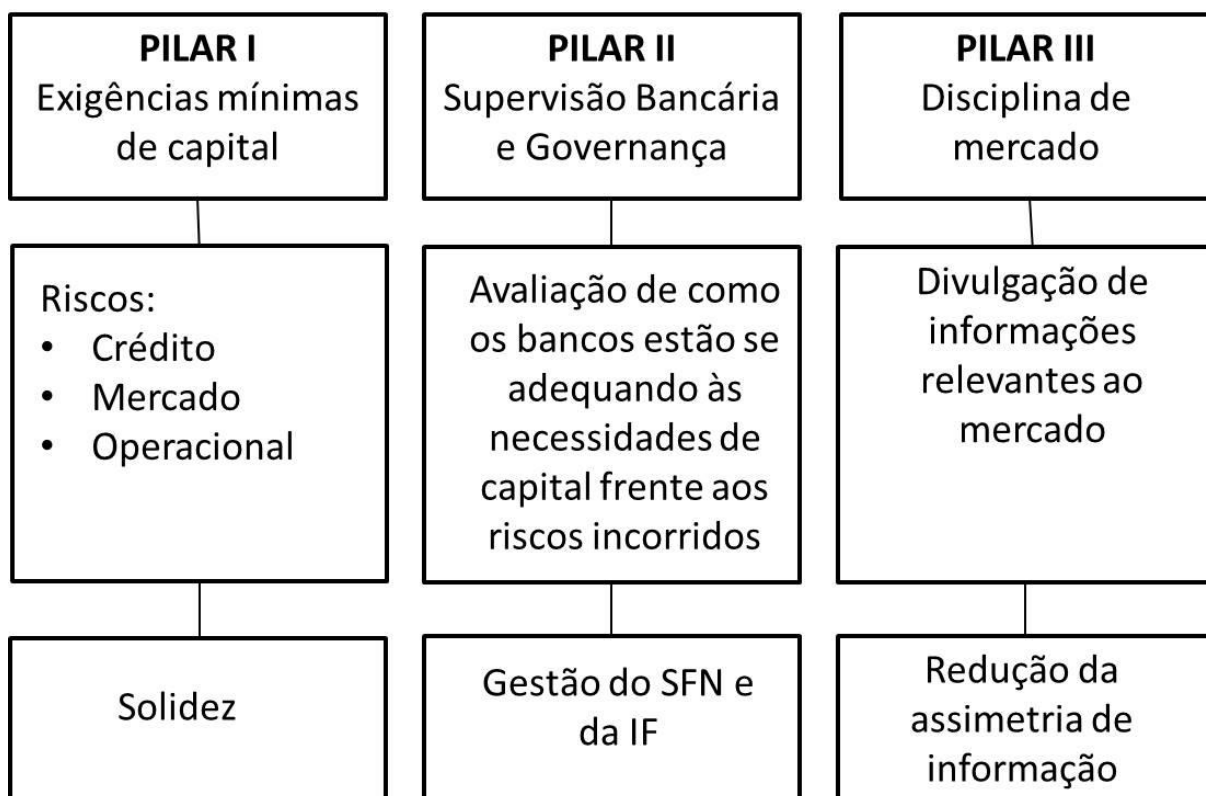 PILAR I
Exigências mínimas
de capital
Riscos:
• Crédito
• Mercado
• Operacional
Solidez
PILAR II
Supervisão Bancária
e Governança
Avaliação de como
os bancos estão se
adequando às
necessidades de
capital frente aos
riscos incorridos
Gestão do SFN e
da IF
PILAR III
Disciplina de
mercado
Divulgação de
informações
relevantes ao
mercado
Redução da
assimetria de
informação